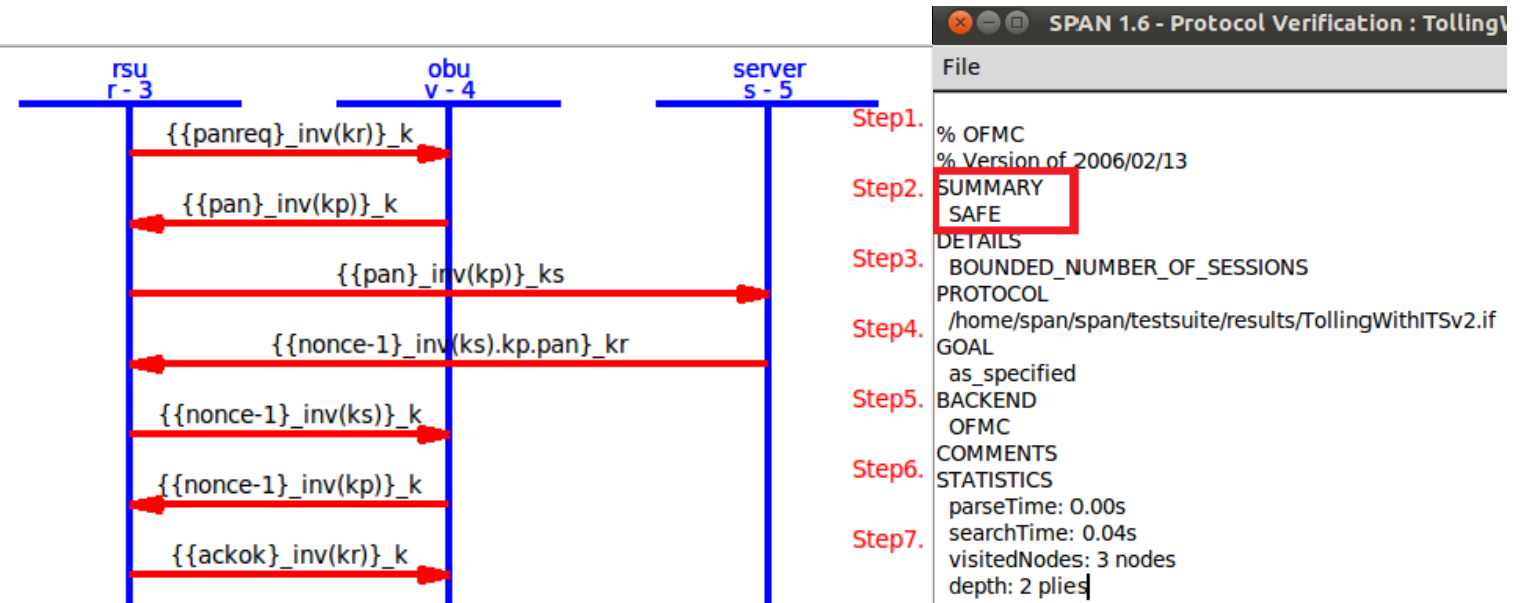 rsu
r - 3
obu
v - 4
server
s - 5
Step1.
{{panreq}_inv(kr)}_k
Step2.
{{pan}_inv(kp)}_k
Step3.
{{pan}_inv(kp)}_ks
Step4.
{{nonce-1}_inv(ks).kp.pan}_kr
Step5.
{{nonce-1}_inv(ks)}_k
Step6.
{{nonce-1}_inv(kp)}_k
Step7.
{{ackok}_inv(kr)}_k
SPAN 1.6 - Protocol Verification : Tolling
File
% OFMC
% Version of 2006/02/13
SUMMARY
SAFE
DETAILS
BOUNDED_NUMBER_OF_SESSIONS
PROTOCOL
/home/span/span/testsuite/results/TollingWithITSv2.if
GOAL
as_specified
BACKEND
OFMC
COMMENTS
STATISTICS
parseTime: 0.00s
searchTime: 0.04s
visitedNodes: 3 nodes
depth: 2 plies